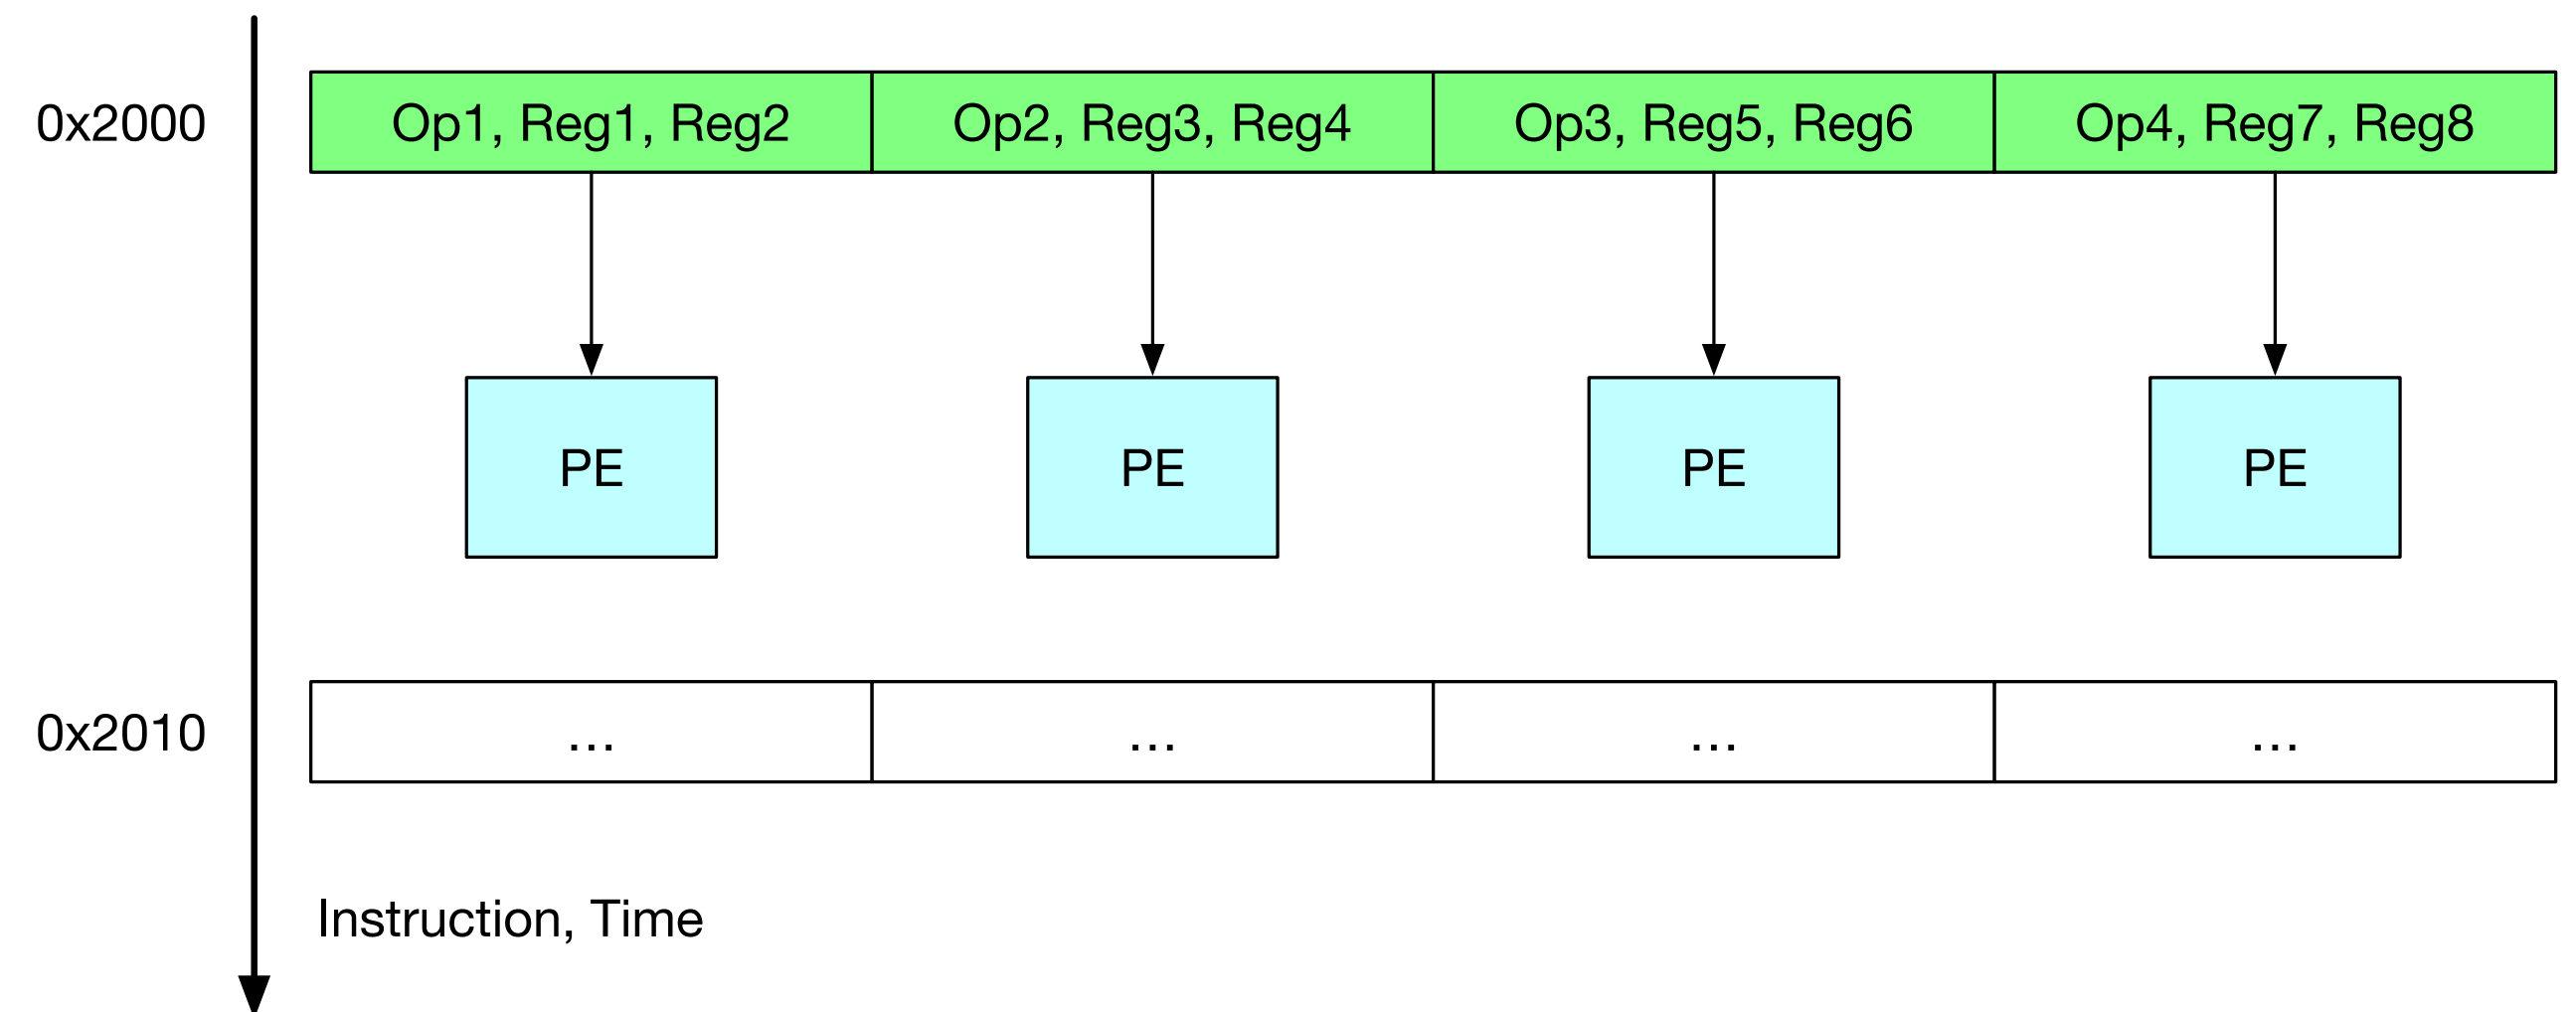 0x2000 Op1, Reg1, Reg2 Op2, Reg3, Reg4 Op3, Reg5, Reg6 Op4, Reg7, Reg8
PE PE PE PE
0x2010 ... ... ... ...
Instruction, Time